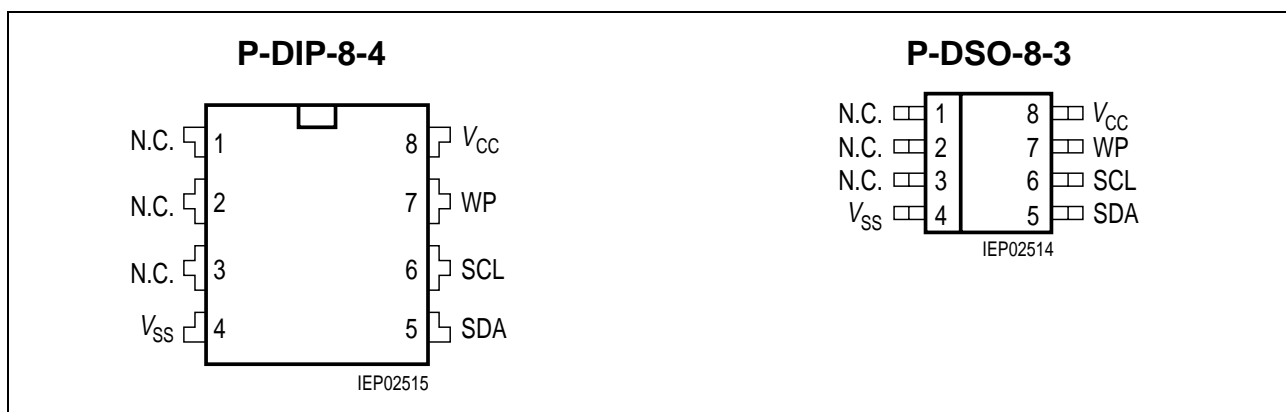 P-DIP-8-4
N.C. 1 8 VCC
N.C. 2 7 WP
N.C. 3 6 SCL
VSS 4 5 SDA
IEP02515
P-DSO-8-3
N.C. 1 8 VCC
N.C. 2 7 WP
N.C. 3 6 SCL
VSS 4 5 SDA
IEP02514